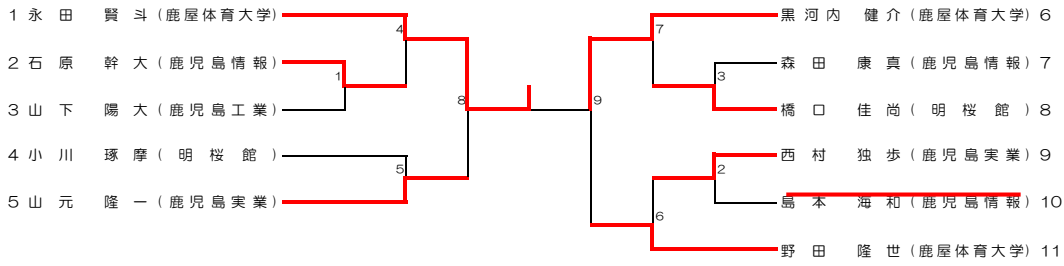 1 永田 賢斗(鹿屋体育大学)
2 石原 幹大(鹿児島情報)
3 山下 陽大(鹿児島工業)
4 小川 琢摩(明桜館)
5 山元 隆一(鹿児島実業)
4
1
5
8
9
7
3
2
6
黒河内 健介(鹿屋体育大学) 6
森田 康真(鹿児島情報) 7
橋口 佳尚(明桜館) 8
西村 独歩(鹿児島実業) 9
島本 海和(鹿児島情報) 10
野田 隆世(鹿屋体育大学) 11